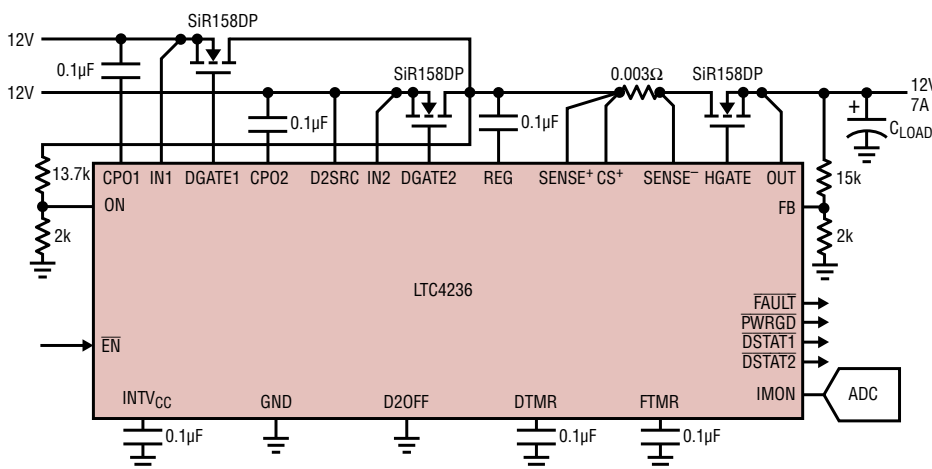 SiR158DP
12V
0.1µF
SiR158DP
0.003Ω
SiR158DP
12V
12V
7A
0.1µF
0.1µF
+
CLOAD
13.7k
CPO1 IN1 DGATE1 CPO2 D2SRC IN2 DGATE2 REG SENSE+ CS+ SENSE− HGATE OUT
15k
ON
FB
2k
2k
LTC4236
FAULT
PWRGD
DSTAT1
EN
DSTAT2
INTVCC GND D2OFF DTMR FTMR
IMON
ADC
0.1µF
0.1µF
0.1µF